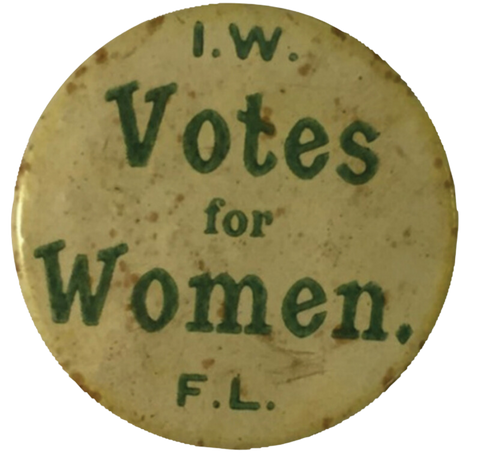 I.W.
Votes
for
Women.
F.L.